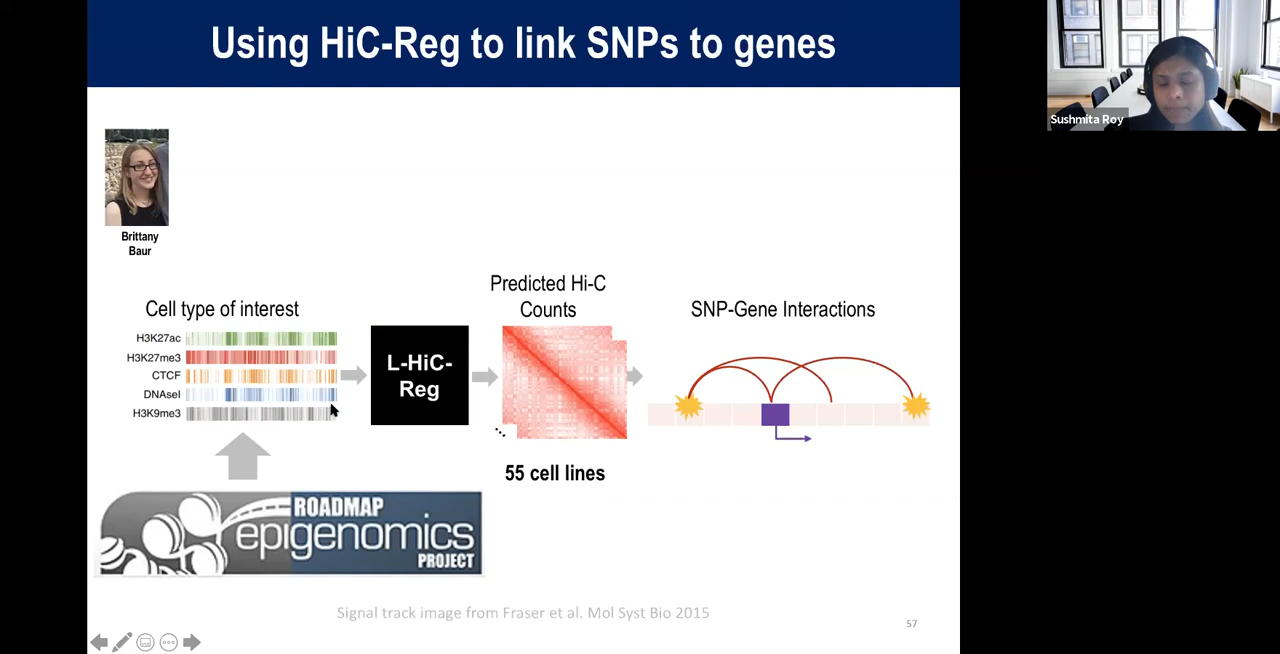 Using HiC-Reg to link SNPs to genes
Sushmita Roy
Brittany
Baur
Cell type of interest
H3K27ac
H3K27me3
CTCF
DNAseI
H3K9me3
L-HiC-
Reg
Predicted Hi-C
Counts
55 cell lines
SNP-Gene Interactions
ROADMAP
epigenomics
PROJECT
Signal track image from Fraser et al. Mol Syst Bio 2015
57